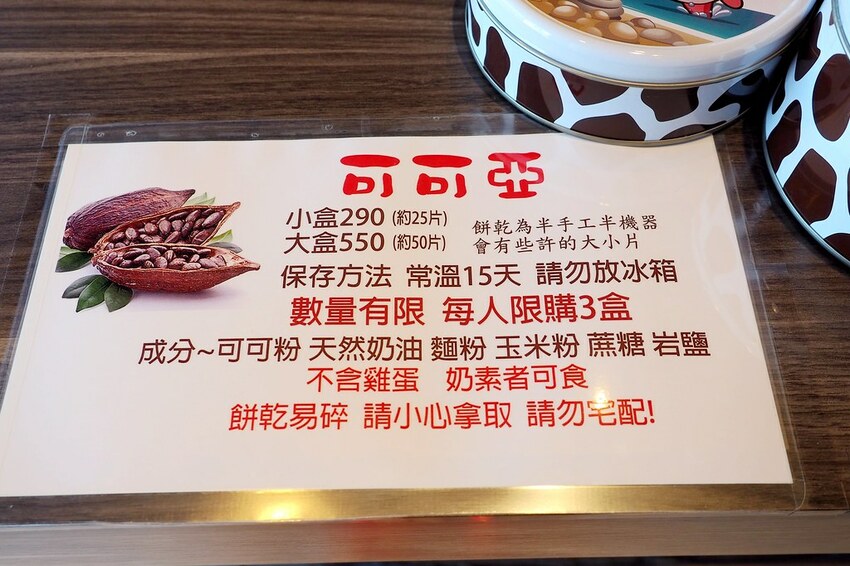 可可亞
小盒290 (約25片)
大盒550 (約50片)
餅乾為半手工半機器
會有些許的大小片
保存方法 常溫15天 請勿放冰箱
數量有限 每人限購3盒
成分~可可粉 天然奶油 麵粉 玉米粉 蔗糖 岩鹽
不含雞蛋 奶素者可食
餅乾易碎 請小心拿取 請勿宅配!